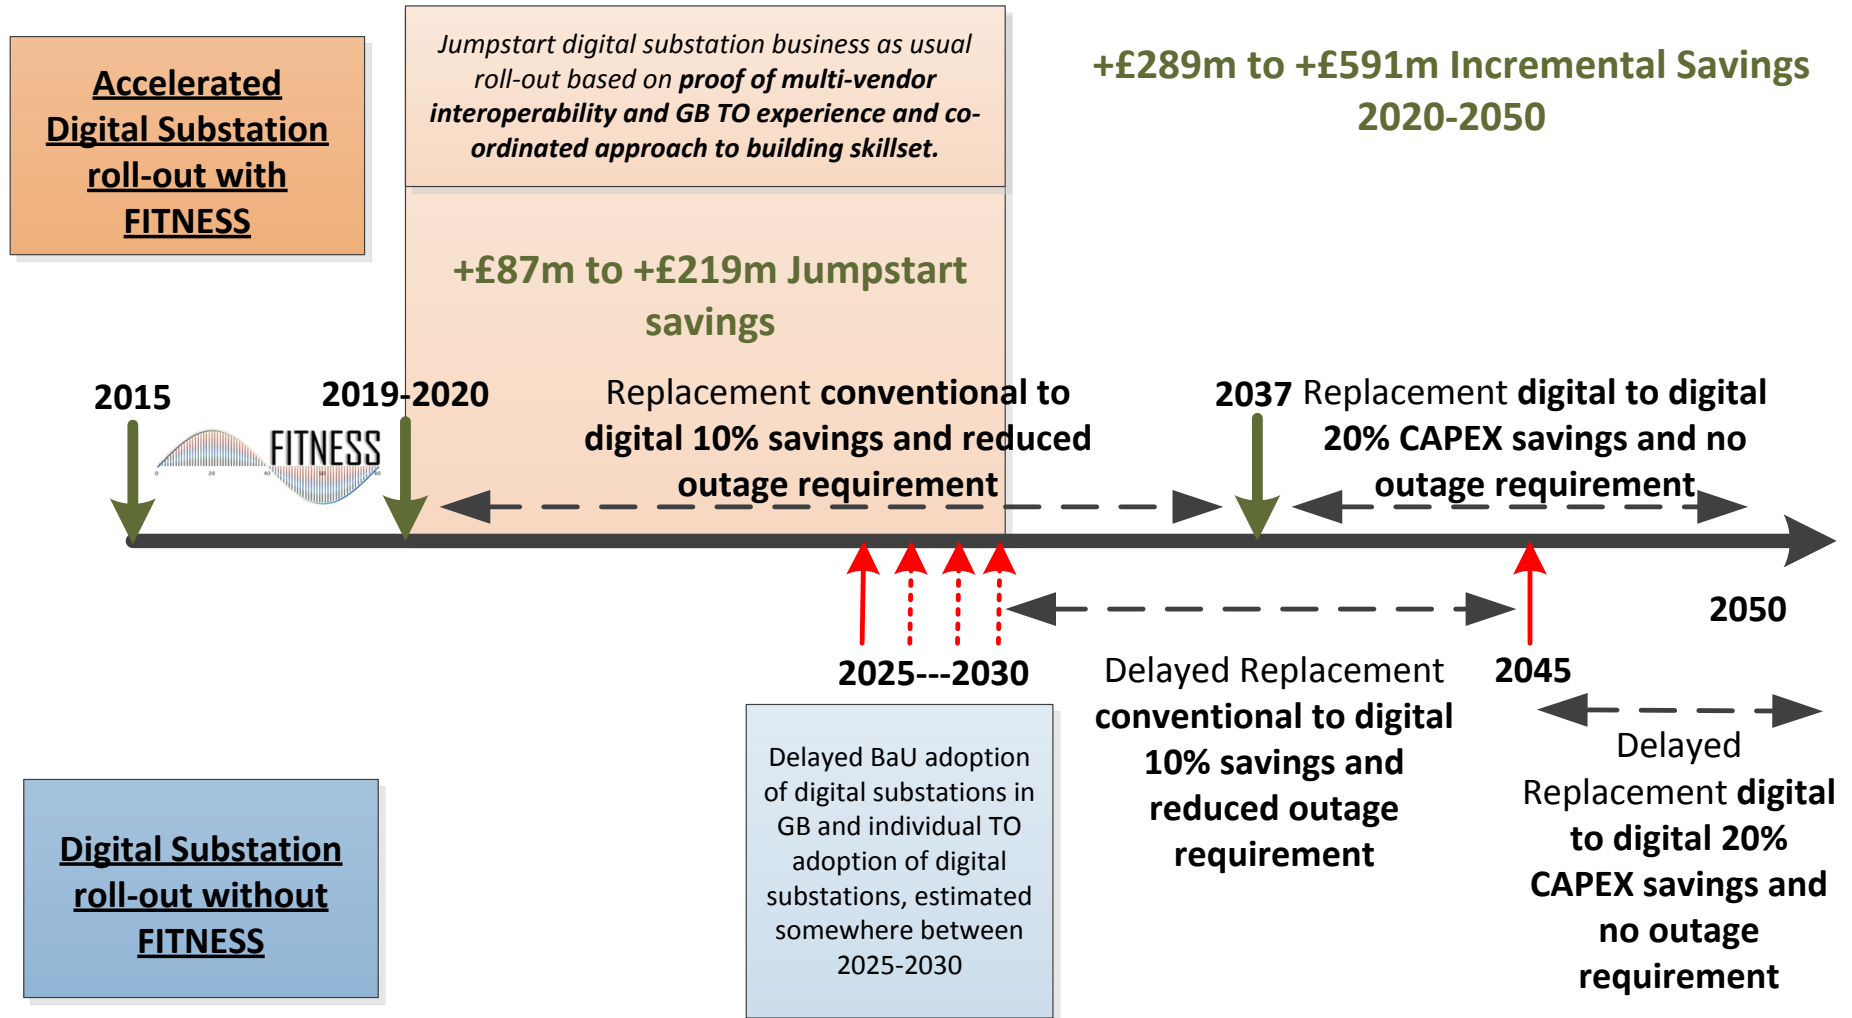 Accelerated
Digital Substation
roll-out with
FITNESS
Jumpstart digital substation business as usual
roll-out based on proof of multi-vendor
interoperability and GB TO experience and co-
ordinated approach to building skillset.
+£289m to +£591m Incremental Savings
2020-2050
+£87m to +£219m Jumpstart
savings
2015
FITNESS
0 20 40 60 80
2019-2020
Replacement conventional to
digital 10% savings and reduced
outage requirement
2037
Replacement digital to digital
20% CAPEX savings and no
outage requirement
2050
2025---2030
Delayed Replacement
conventional to digital
10% savings and
reduced outage
requirement
2045
Delayed
Replacement digital
to digital 20%
CAPEX savings and
no outage
requirement
Digital Substation
roll-out without
FITNESS
Delayed BaU adoption
of digital substations in
GB and individual TO
adoption of digital
substations, estimated
somewhere between
2025-2030